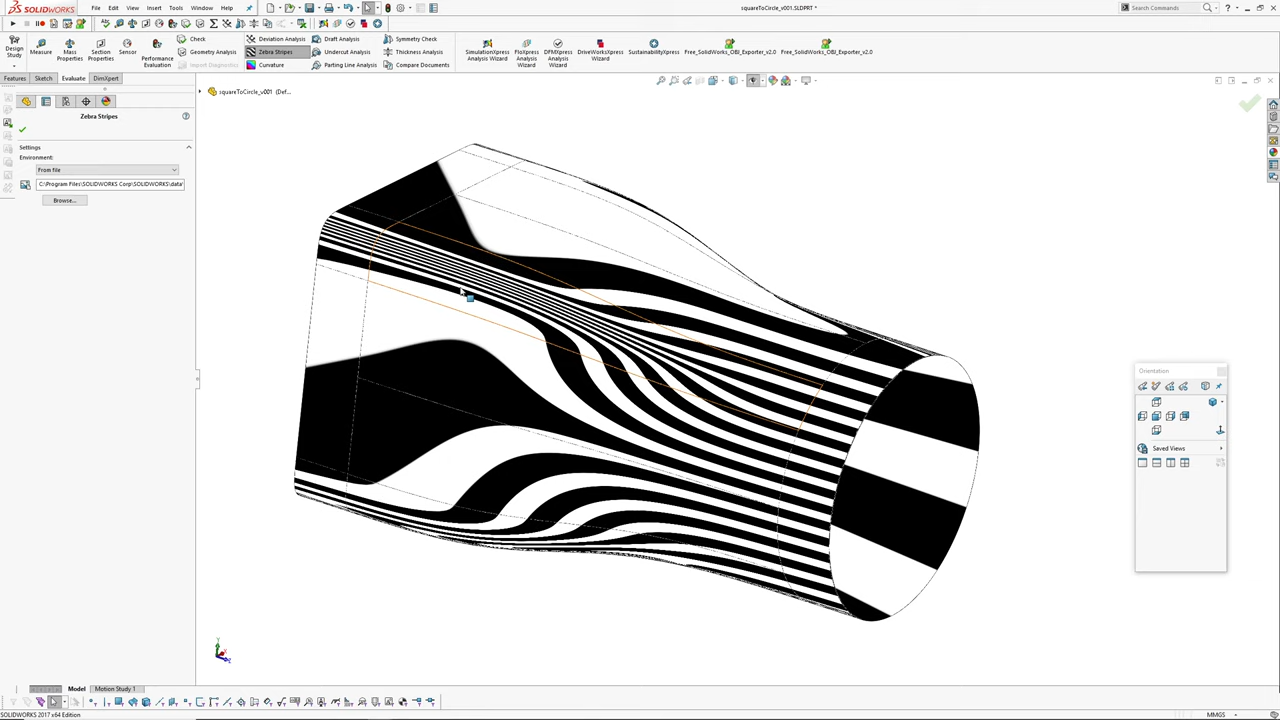 SOLIDWORKS File Edit View Insert Tools Window Help squareToCircle_v001.SLDPRT * Search Commands
Design Study Measure Mass Properties Section Properties Sensor Performance Evaluation
Check Geometry Analysis Import Diagnostics
Deviation Analysis Zebra Stripes Curvature
Draft Analysis Undercut Analysis Parting Line Analysis
Symmetry Check Thickness Analysis Compare Documents
SimulationXpress Analysis Wizard FloXpress Analysis Wizard DFMXpress Analysis Wizard DriveWorksXpress Wizard SustainabilityXpress Free_SolidWorks_OBJ_Exporter_v2.0 Free_SolidWorks_OBJ_Exporter_v2.0
Features Sketch Evaluate DimXpert
squareToCircle_v001 (Def...
Zebra Stripes
Settings
Environment:
From file
C:\Program Files\SOLIDWORKS Corp\SOLIDWORKS\data\
Browse...
Orientation
Saved Views
Y
X
Z
Model Motion Study 1
SOLIDWORKS 2017 x64 Edition MMGS